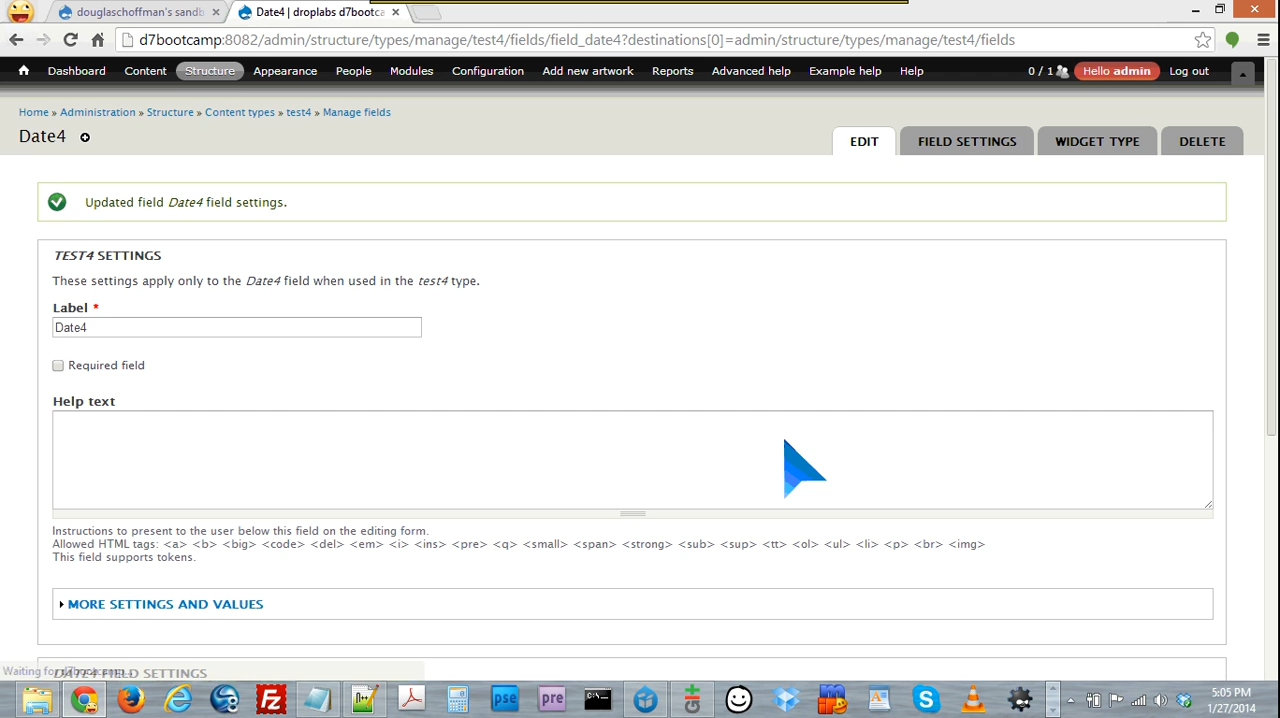 douglaschoffman's sandb
Date4 | droplabs d7bootca
d7bootcamp:8082/admin/structure/types/manage/test4/fields/field_date4?destinations[0]=admin/structure/types/manage/test4/fields
Dashboard Content Structure Appearance People Modules Configuration Add new artwork Reports Advanced help Example help Help 0 / 1 Hello admin Log out
Home » Administration » Structure » Content types » test4 » Manage fields
Date4
EDIT FIELD SETTINGS WIDGET TYPE DELETE
Updated field Date4 field settings.
TEST4 SETTINGS
These settings apply only to the Date4 field when used in the test4 type.
Label *
Date4
Required field
Help text
Instructions to present to the user below this field on the editing form.
Allowed HTML tags: <a> <b> <big> <code> <del> <em> <i> <ins> <pre> <q> <small> <span> <strong> <sub> <sup> <tt> <ol> <ul> <li> <p> <br> <img>
This field supports tokens.
MORE SETTINGS AND VALUES
Waiting for d7bootcamp...
DATE4 FIELD SETTINGS
pse pre
5:05 PM
1/27/2014